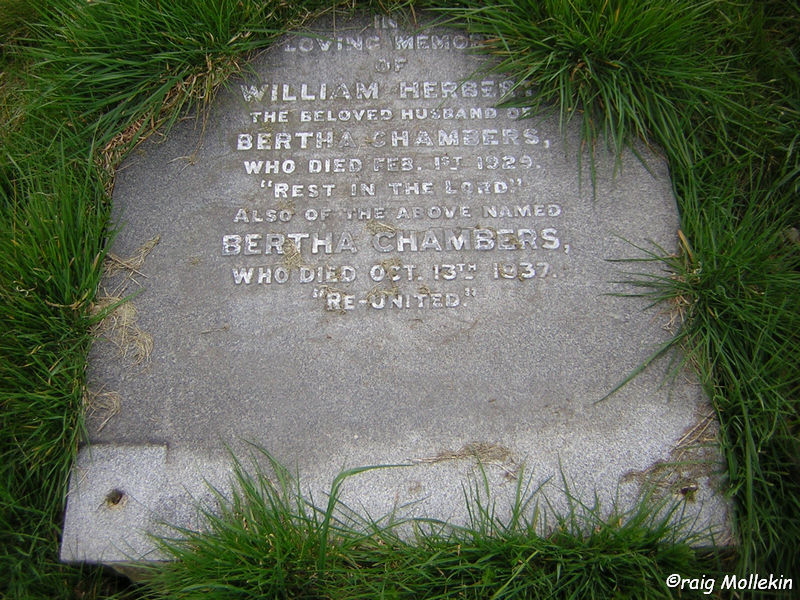 IN
LOVING MEMORY
OF
WILLIAM HERBERT,
THE BELOVED HUSBAND OF
BERTHA CHAMBERS,
WHO DIED FEB. 1ST 1929.
"REST IN THE LORD"
ALSO OF THE ABOVE NAMED
BERTHA CHAMBERS,
WHO DIED OCT. 13TH 1937.
"RE-UNITED."
©raig Mollekin